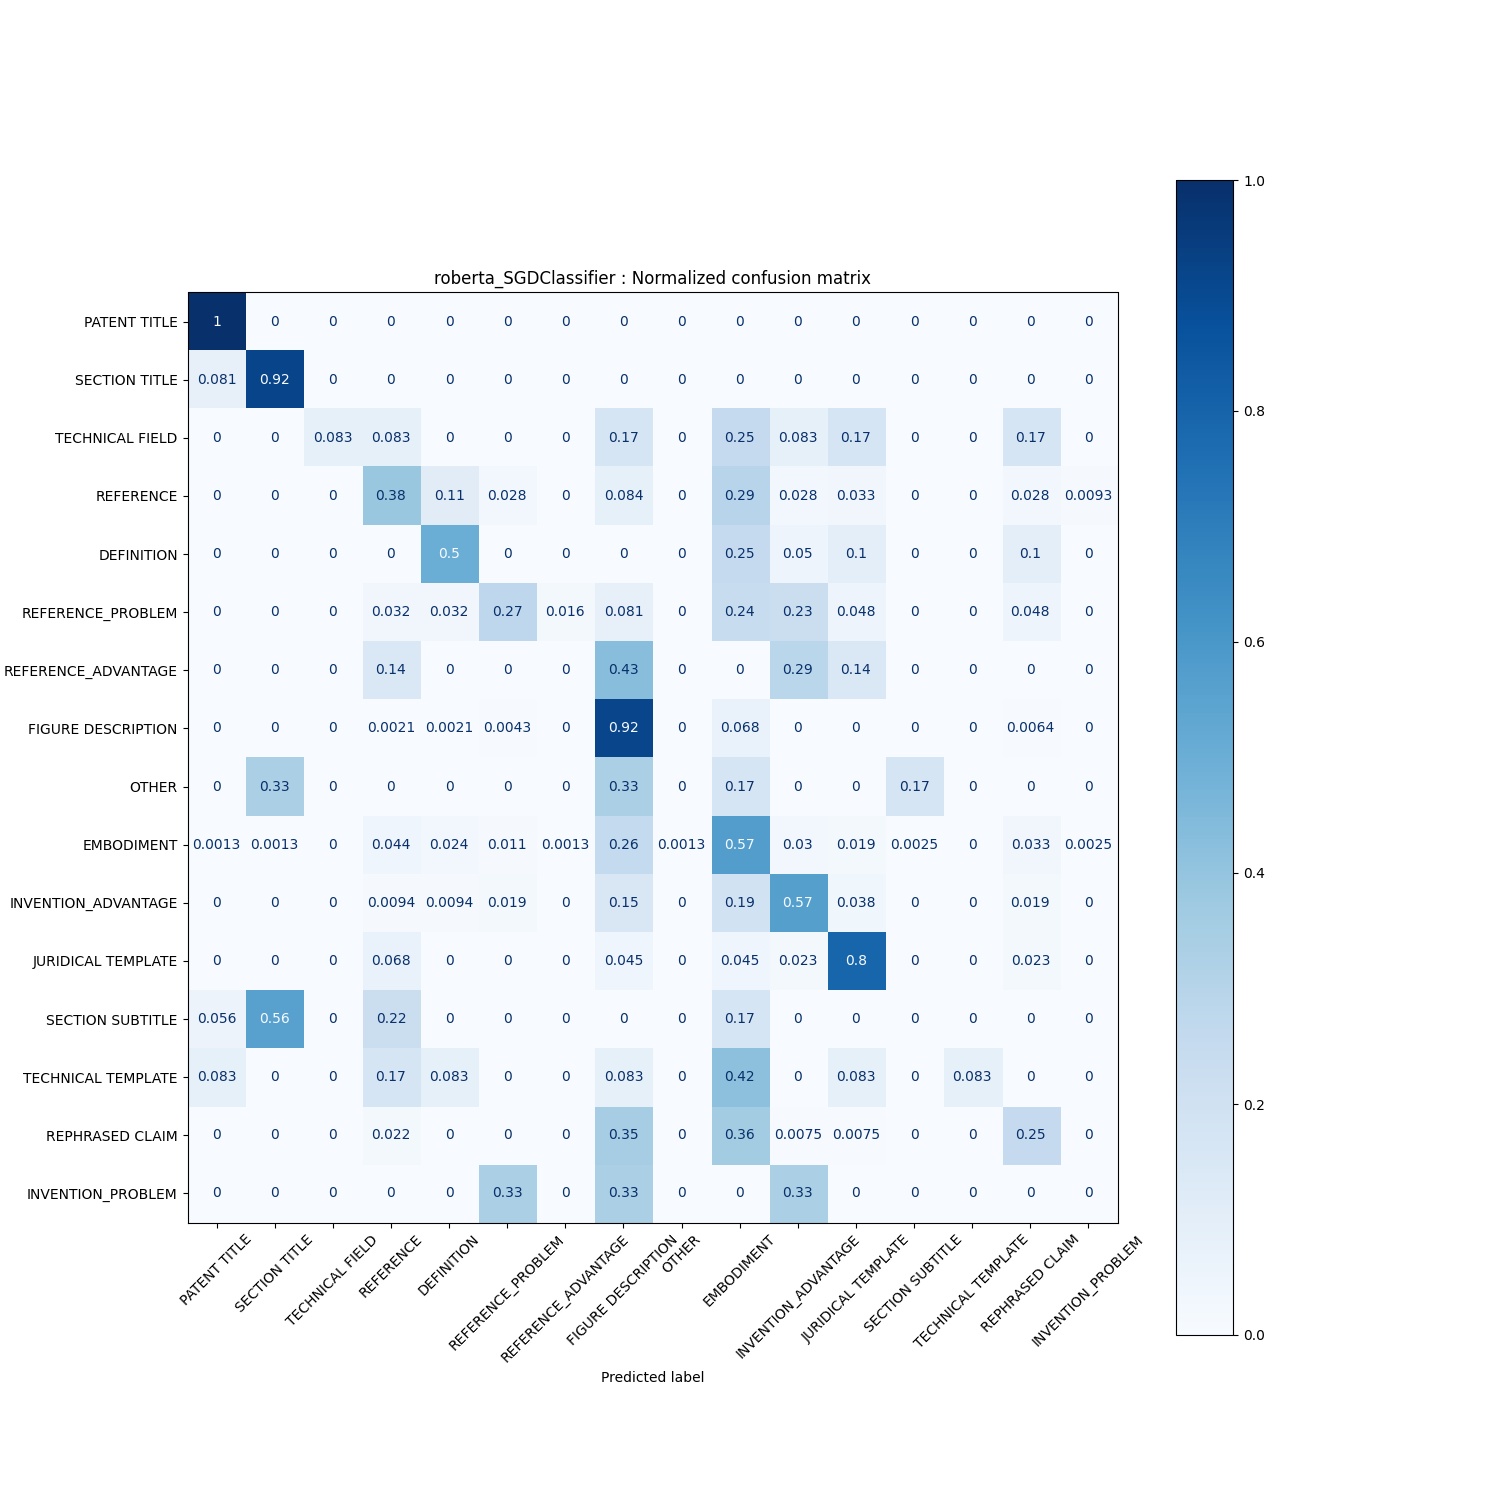 roberta_SGDClassifier : Normalized confusion matrix
PATENT TITLE 1 0 0 0 0 0 0 0 0 0 0 0 0 0 0 0
SECTION TITLE 0.081 0.92 0 0 0 0 0 0 0 0 0 0 0 0 0 0
TECHNICAL FIELD 0 0 0.083 0.083 0 0 0 0.17 0 0.25 0.083 0.17 0 0 0.17 0
REFERENCE 0 0 0 0.38 0.11 0.028 0 0.084 0 0.29 0.028 0.033 0 0 0.028 0.0093
DEFINITION 0 0 0 0 0.5 0 0 0 0 0.25 0.05 0.1 0 0 0.1 0
REFERENCE_PROBLEM 0 0 0 0.032 0.032 0.27 0.016 0.081 0 0.24 0.23 0.048 0 0 0.048 0
REFERENCE_ADVANTAGE 0 0 0 0.14 0 0 0 0.43 0 0 0.29 0.14 0 0 0 0
FIGURE DESCRIPTION 0 0 0 0.0021 0.0021 0.0043 0 0.92 0 0.068 0 0 0 0 0.0064 0
OTHER 0 0.33 0 0 0 0 0 0.33 0 0.17 0 0 0.17 0 0 0
EMBODIMENT 0.0013 0.0013 0 0.044 0.024 0.011 0.0013 0.26 0.0013 0.57 0.03 0.019 0.0025 0 0.033 0.0025
INVENTION_ADVANTAGE 0 0 0 0.0094 0.0094 0.019 0 0.15 0 0.19 0.57 0.038 0 0 0.019 0
JURIDICAL TEMPLATE 0 0 0 0.068 0 0 0 0.045 0 0.045 0.023 0.8 0 0 0.023 0
SECTION SUBTITLE 0.056 0.56 0 0.22 0 0 0 0 0 0.17 0 0 0 0 0 0
TECHNICAL TEMPLATE 0.083 0 0 0.17 0.083 0 0 0.083 0 0.42 0 0.083 0 0.083 0 0
REPHRASED CLAIM 0 0 0 0.022 0 0 0 0.35 0 0.36 0.0075 0.0075 0 0 0.25 0
INVENTION_PROBLEM 0 0 0 0 0 0.33 0 0.33 0 0 0.33 0 0 0 0 0
PATENT TITLE
SECTION TITLE
TECHNICAL FIELD
REFERENCE
DEFINITION
REFERENCE_PROBLEM
REFERENCE_ADVANTAGE
FIGURE DESCRIPTION
OTHER
EMBODIMENT
INVENTION_ADVANTAGE
JURIDICAL TEMPLATE
SECTION SUBTITLE
TECHNICAL TEMPLATE
REPHRASED CLAIM
INVENTION_PROBLEM
Predicted label
1.0
0.8
0.6
0.4
0.2
0.0